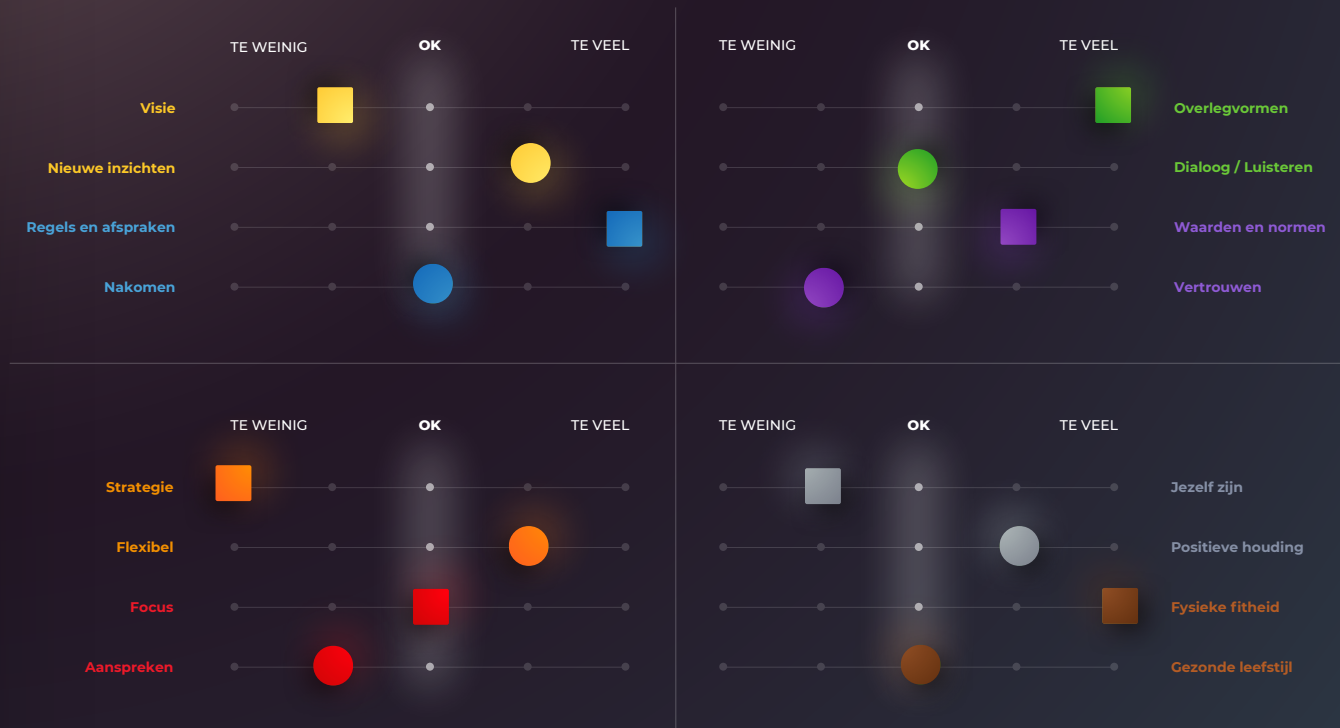 TE WEINIG OK TE VEEL
Visie
Nieuwe inzichten
Regels en afspraken
Nakomen
TE WEINIG OK TE VEEL
Overlegvormen
Dialoog / Luisteren
Waarden en normen
Vertrouwen
TE WEINIG OK TE VEEL
Strategie
Flexibel
Focus
Aanspreken
TE WEINIG OK TE VEEL
Jezelf zijn
Positieve houding
Fysieke fitheid
Gezonde leefstijl